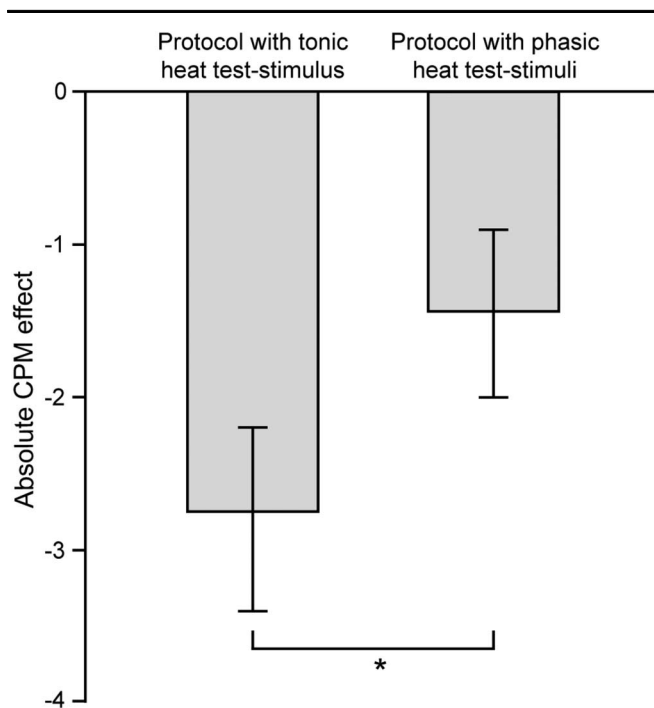 Protocol with tonic
heat test-stimulus
Protocol with phasic
heat test-stimuli
0
-1
-2
-3
-4
Absolute CPM effect
*